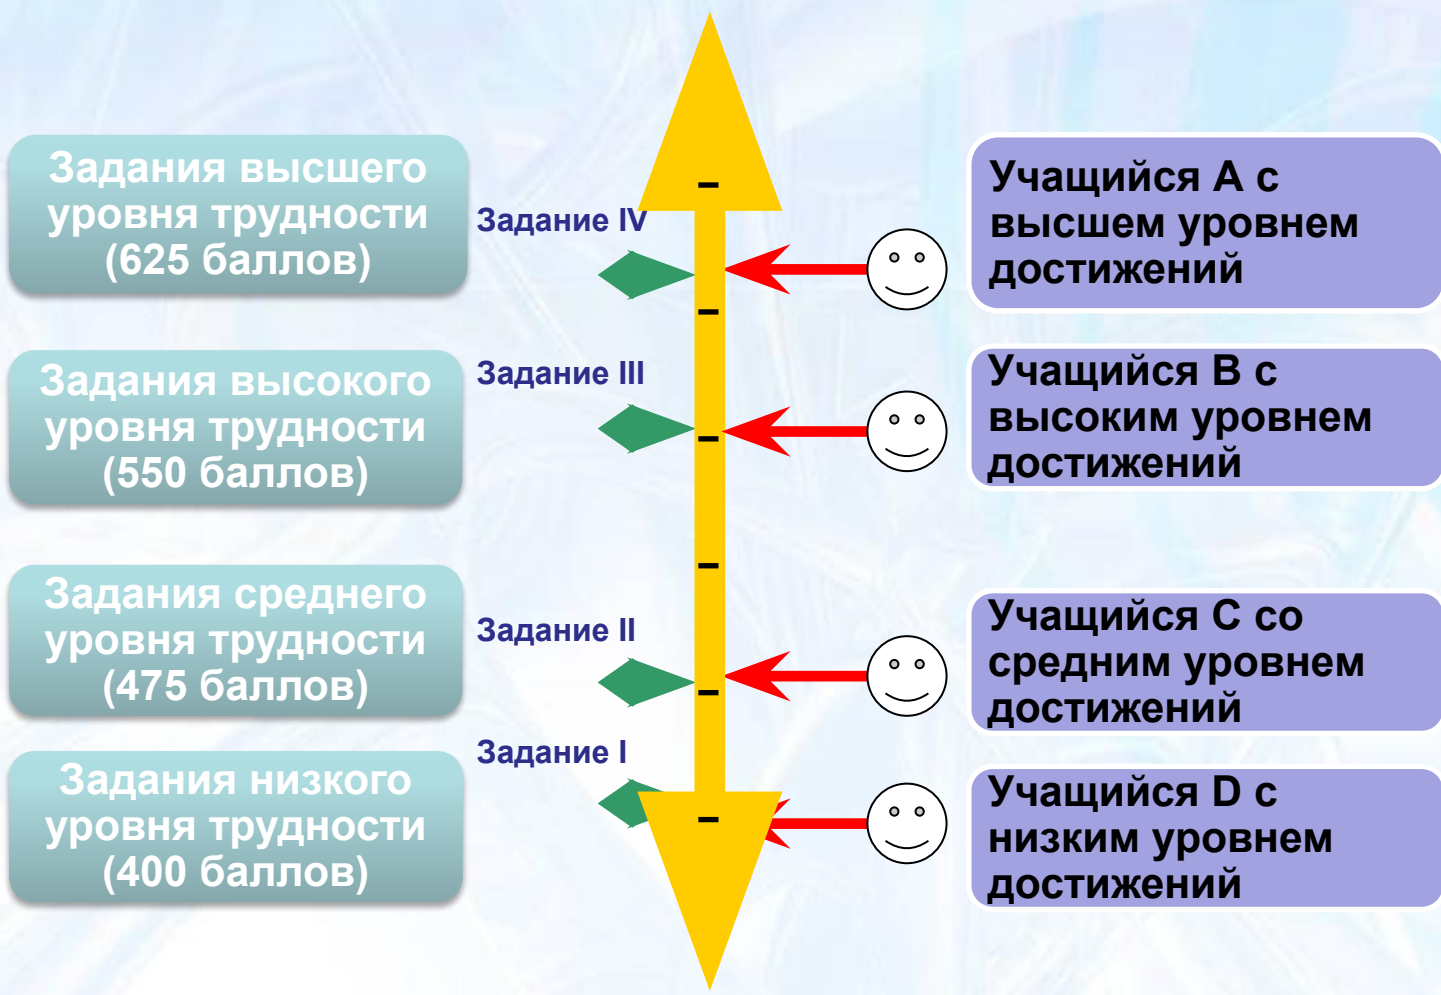 Задания высшего
уровня трудности
(625 баллов)
Задание IV
Учащийся A с
высшем уровнем
достижений
Задания высокого
уровня трудности
(550 баллов)
Задание III
Учащийся B с
высоким уровнем
достижений
Задания среднего
уровня трудности
(475 баллов)
Задание II
Учащийся C со
средним уровнем
достижений
Задания низкого
уровня трудности
(400 баллов)
Задание I
Учащийся D с
низким уровнем
достижений